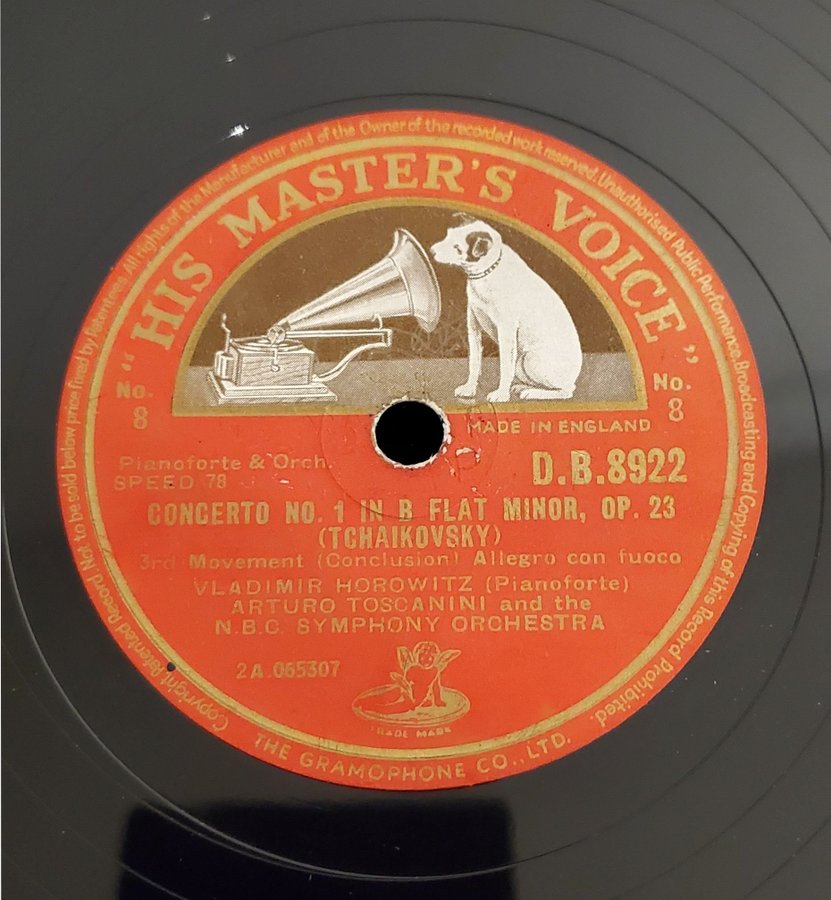 Copyright Patented Record Not to be sold below price fixed by Patentees. All rights of the Manufacturer and of the Owner of the recorded work reserved. Unauthorised Public Performance, Broadcasting and Copying of this Record Prohibited.
"HIS MASTER'S VOICE"
No. 8
No. 8
MADE IN ENGLAND
Pianoforte & Orch.
D.B.8922
SPEED 78
CONCERTO NO. 1 IN B FLAT MINOR, OP. 23
(TCHAIKOVSKY)
3rd Movement (Conclusion) Allegro con fuoco
VLADIMIR HOROWITZ (Pianoforte)
ARTURO TOSCANINI and the
N.B.C. SYMPHONY ORCHESTRA
2A.065307
TRADE MARK
THE GRAMOPHONE CO., LTD.